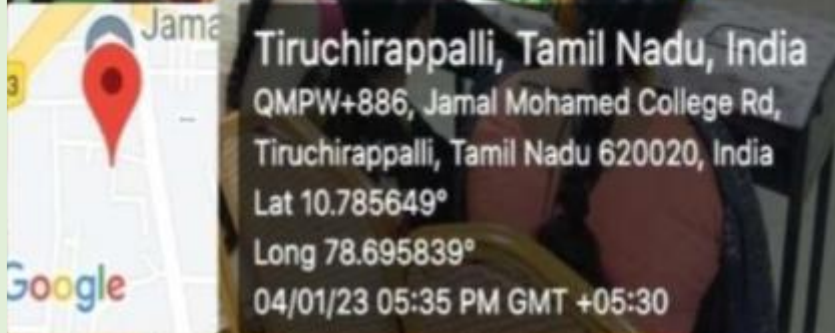 Jama
3
Google
Tiruchirappalli, Tamil Nadu, India
QMPW+886, Jamal Mohamed College Rd,
Tiruchirappalli, Tamil Nadu 620020, India
Lat 10.785649°
Long 78.695839°
04/01/23 05:35 PM GMT +05:30